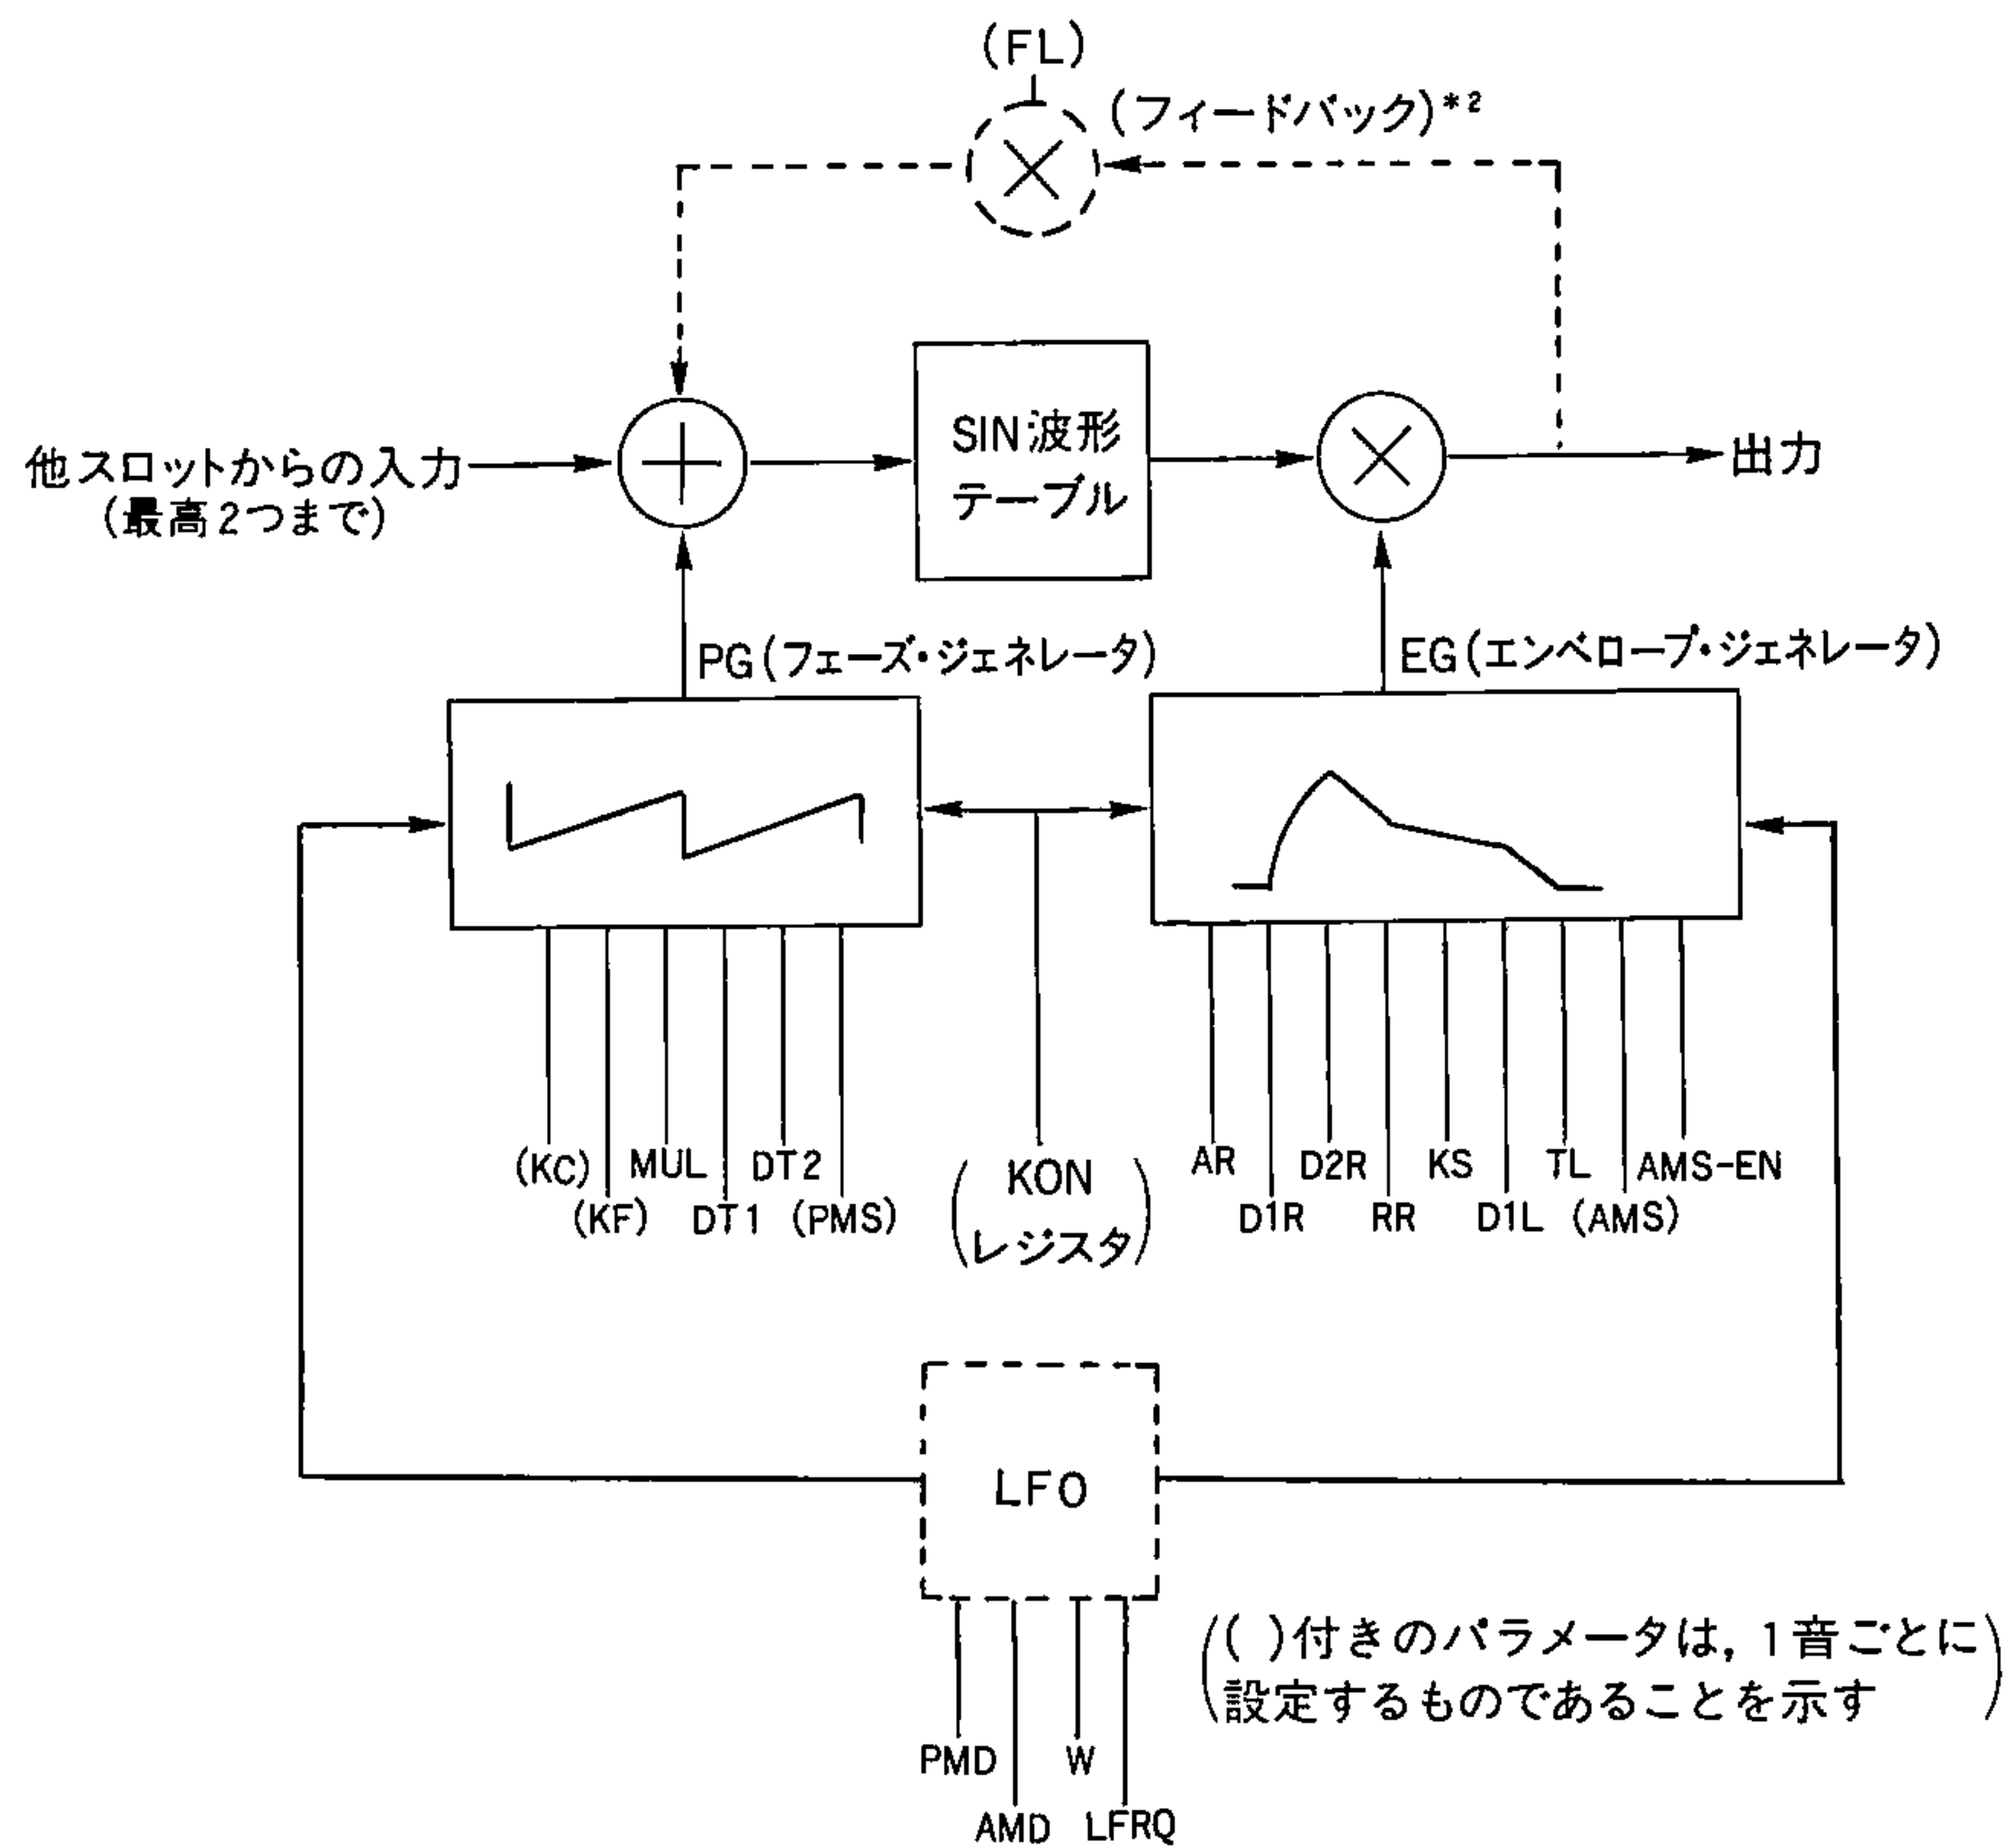 (FL)
(フィードバック)*2
他スロットからの入力
(最高2つまで)
SIN波形
テーブル
出力
PG(フェーズ・ジェネレータ)
EG(エンベロープ・ジェネレータ)
(KC)
MUL
DT2
(KF)
DT1
(PMS)
(KON
レジスタ)
AR
D2R
KS
TL
AMS-EN
D1R
RR
D1L
(AMS)
LFO
(( )付きのパラメータは,1音ごとに
設定するものであることを示す)
PMD
W
AMD
LFRQ